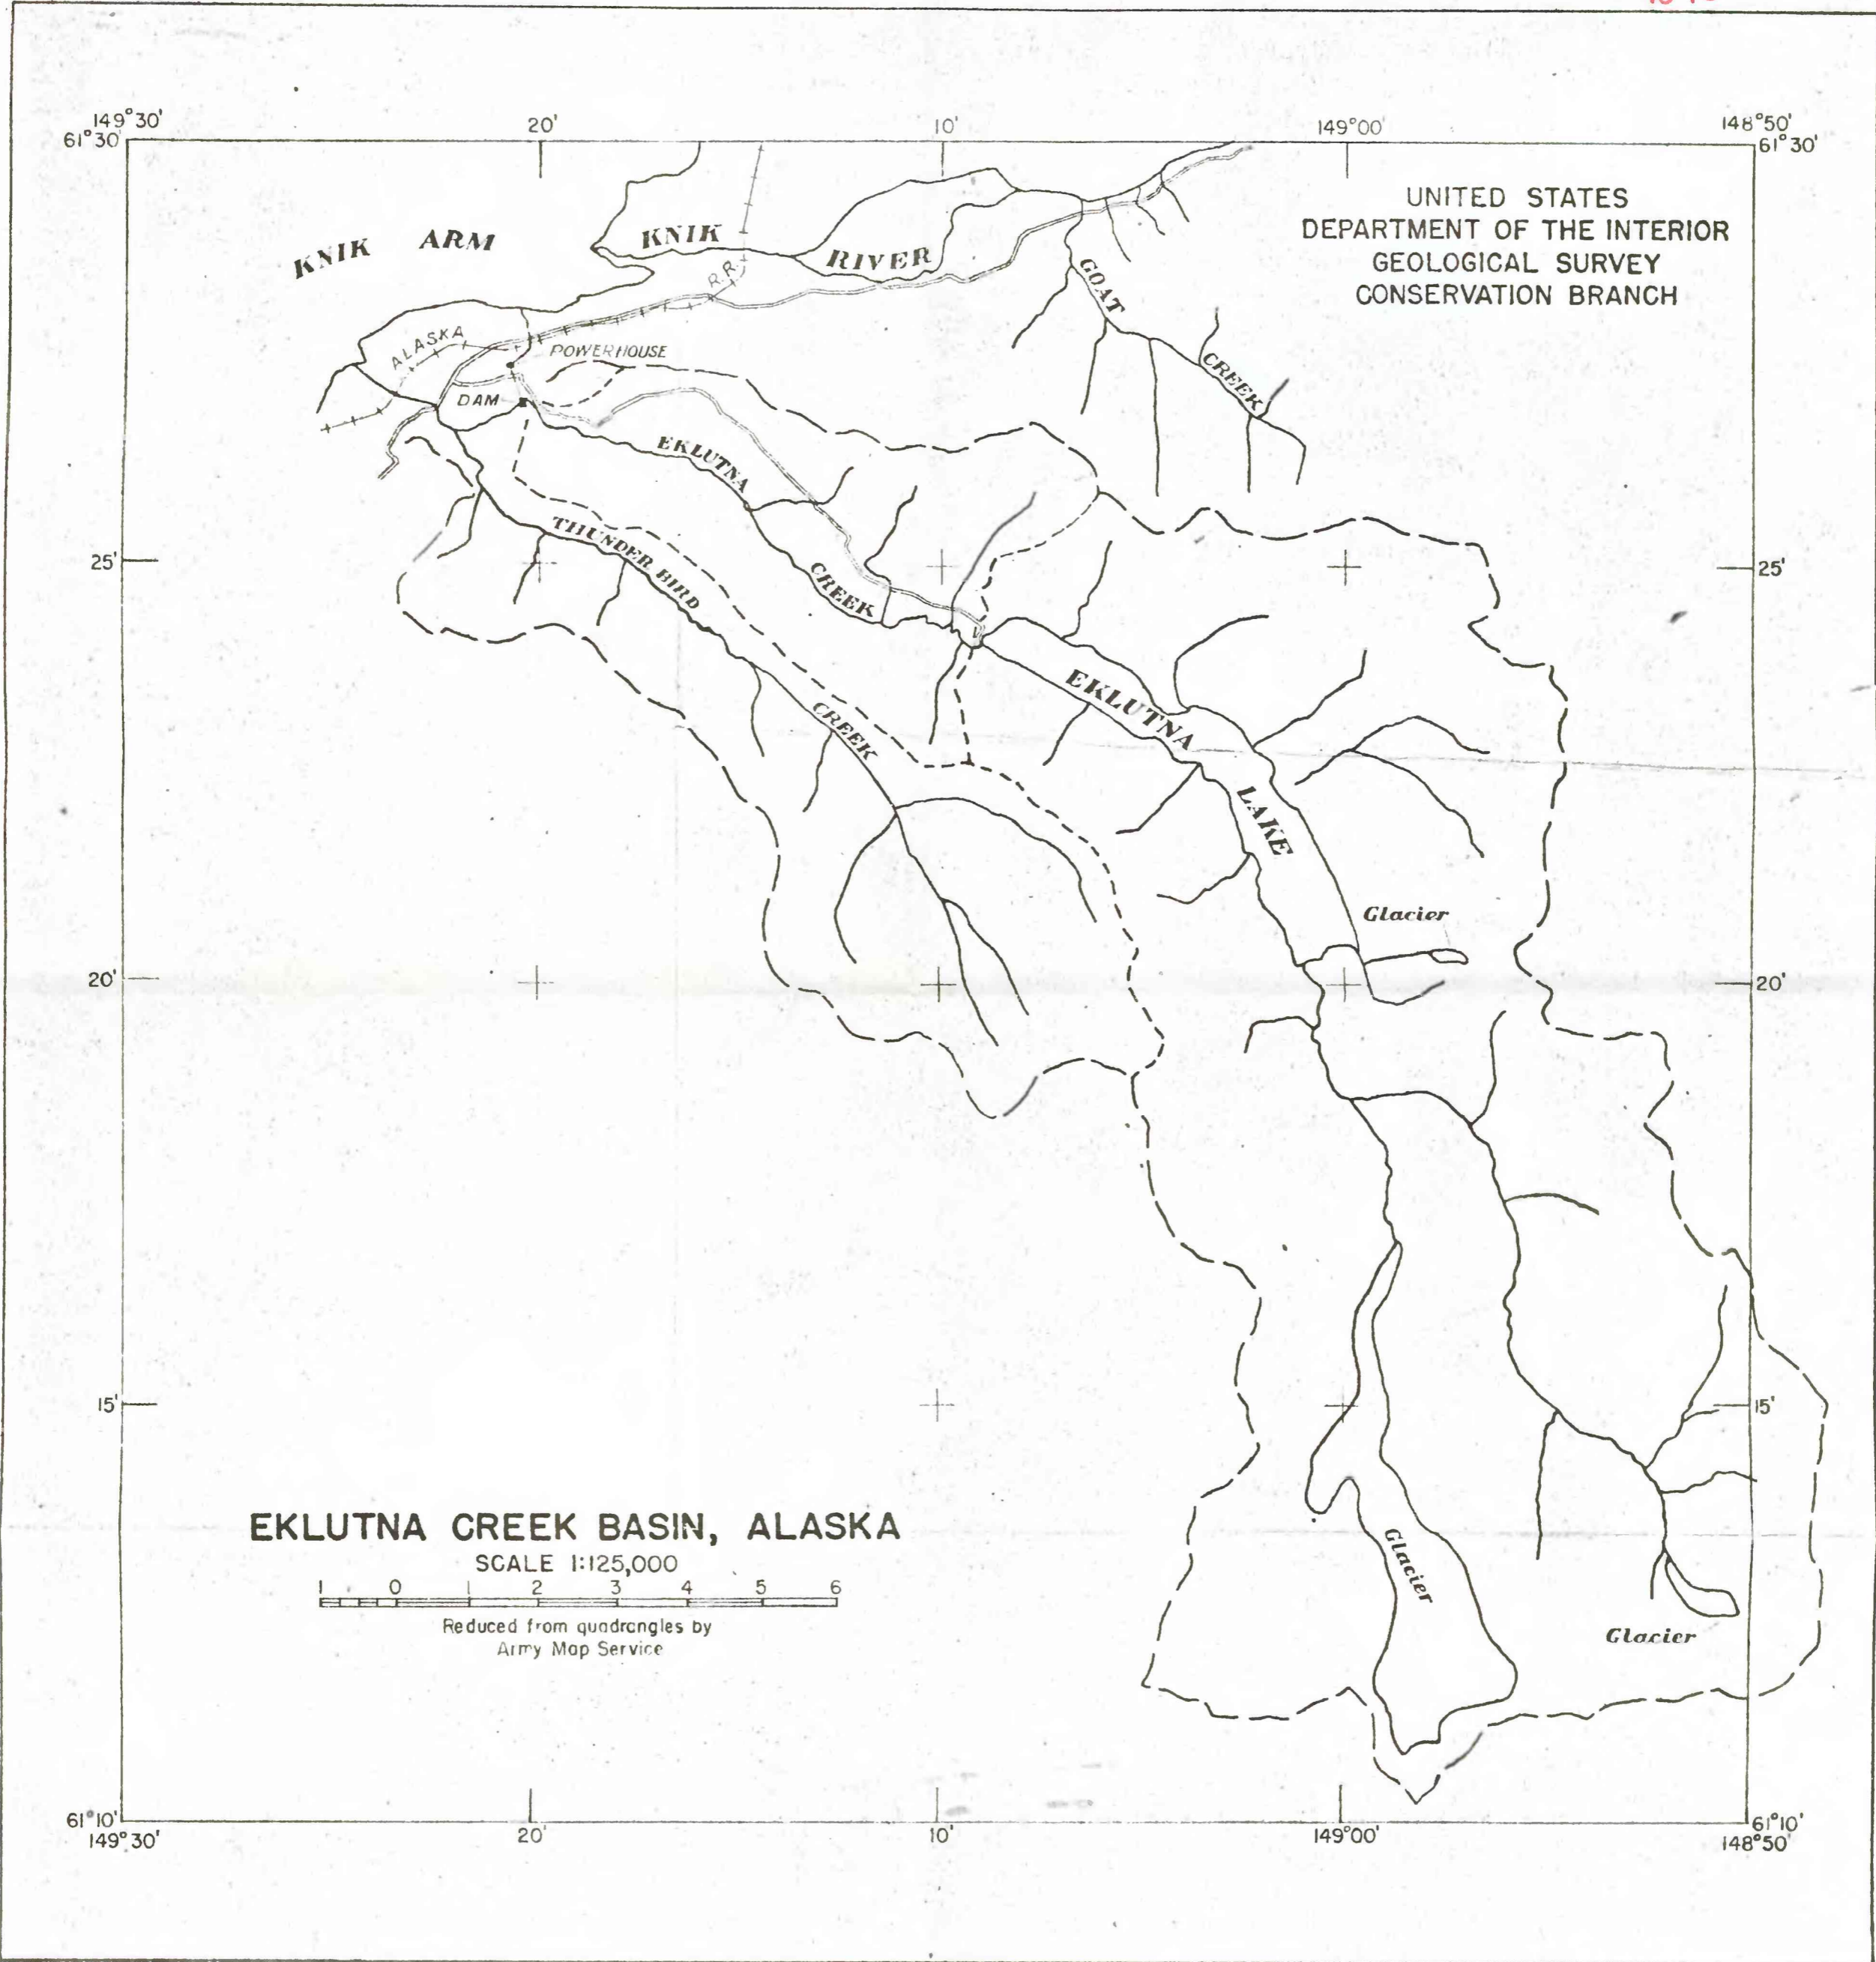 149°30' 20' 10' 149°00' 148°50'
61°30' 61°30'
UNITED STATES
DEPARTMENT OF THE INTERIOR
GEOLOGICAL SURVEY
CONSERVATION BRANCH
KNIK ARM
KNIK RIVER
R.R.
GOAT
CREEK
ALASKA
POWERHOUSE
DAM
EKLUTNA
CREEK
THUNDER BIRD
CREEK
25' 25'
EKLUTNA
LAKE
Glacier
20' 20'
15' 15'
EKLUTNA CREEK BASIN, ALASKA
SCALE 1:125,000
1 0 1 2 3 4 5 6
Reduced from quadrangles by
Army Map Service
Glacier
Glacier
61°10' 61°10'
149°30' 20' 10' 149°00' 148°50'